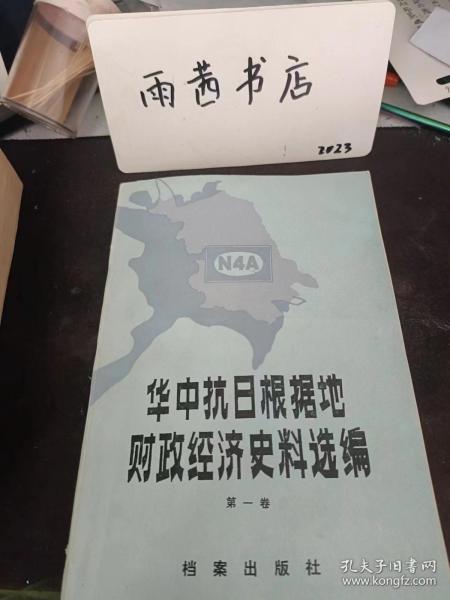 雨茜书店
2023
N4A
华中抗日根据地
财政经济史料选编
第一卷
档案出版社
孔夫子旧书网
www.kongfz.com